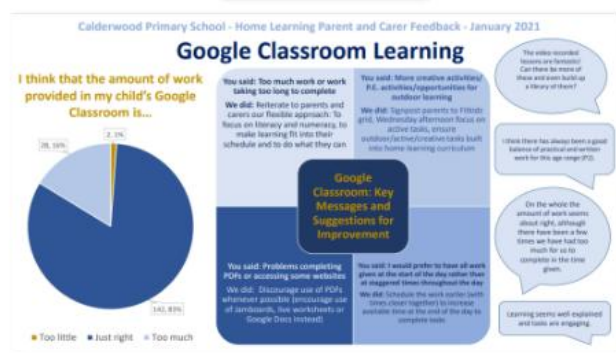 Calderwood Primary School - Home Learning Parent and Carer Feedback - January 2021
Google Classroom Learning
I think that the amount of work
provided in my child's Google
Classroom is...
2, 1%
28, 16%
142, 83%
Too little
Just right
Too much
You said: Too much work or work
taking too long to complete
We did: Reiterate to parents and
carers our flexible approach: To
focus on literacy and numeracy, to
make learning fit into their
schedule and to do what they can
You said: More creative activities/
P.E. activities/opportunities for
outdoor learning
We did: Signpost parents to FitKids
grid, Wednesday afternoon focus on
active tasks, ensure
outdoor/active/creative tasks built
into home learning curriculum
Google
Classroom: Key
Messages and
Suggestions for
Improvement
You said: Problems completing
PDFs or accessing some websites
We did: Discourage use of PDFs
whenever possible (encourage use
of Jamboards, live worksheets or
Google Docs instead)
You said: I would prefer to have all work
given at the start of the day rather than
at staggered times throughout the day
We did: Schedule the work earlier (with
times closer together) to increase
available time at the end of the day to
complete tasks
The video recorded
lessons are fantastic!
Can there be more of
these and even build up
a library of them?
I think there has always been a good
balance of practical and written
work for this age range (P2).
On the whole the
amount of work seems
about right, although
there have been a few
times we have had too
much for us to
complete in the time
given.
Learning seems well explained
and tasks are engaging.